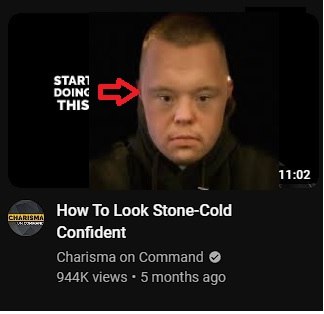 START
DOING
THIS
11:02
CHARISMA
ON COMMAND
How To Look Stone-Cold
Confident
Charisma on Command
944K views • 5 months ago